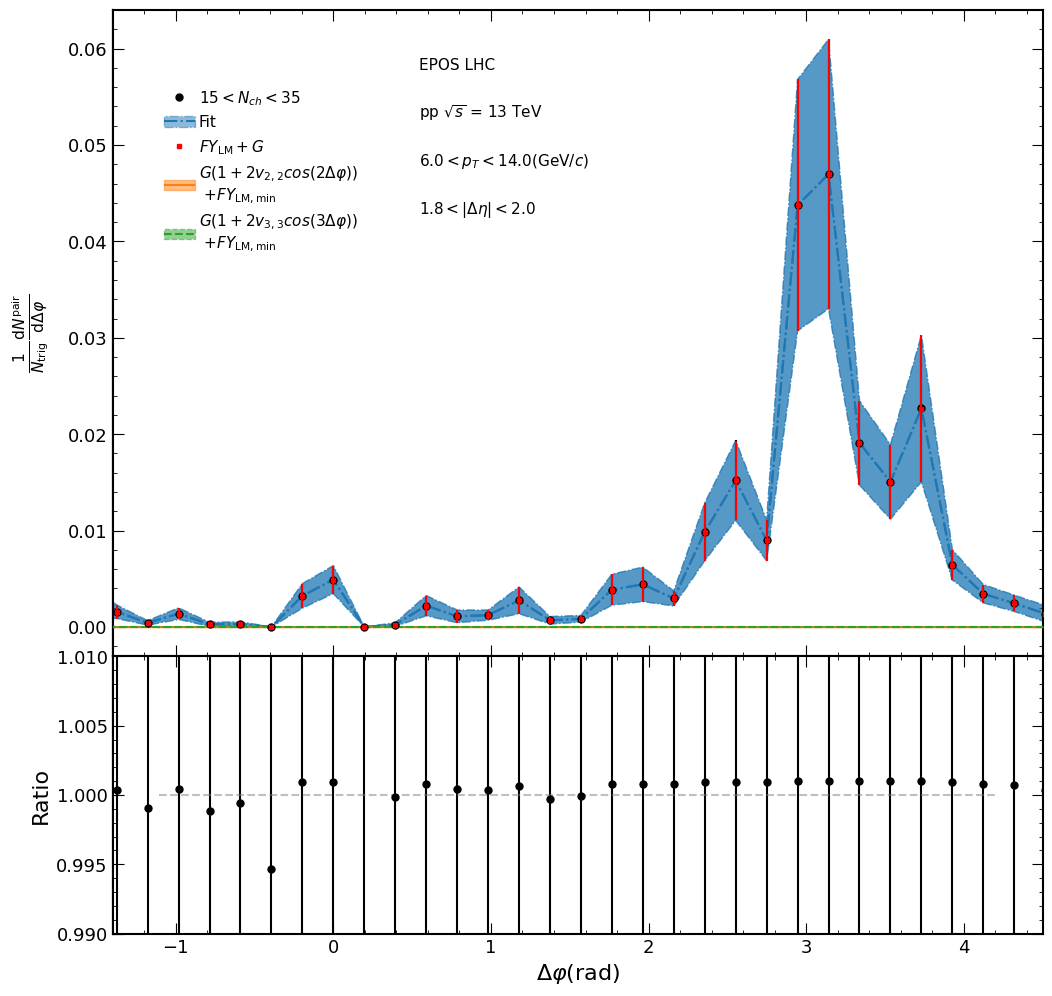 0.06
0.05
0.04
0.03
0.02
0.01
0.00
1/N_trig dN^pair/dΔφ
EPOS LHC
pp √s = 13 TeV
6.0 < p_T < 14.0(GeV/c)
1.8 < |Δη| < 2.0
15 < N_ch < 35
Fit
FY_LM + G
G(1 + 2v_2,2cos(2Δφ))
+FY_LM, min
G(1 + 2v_3,3cos(3Δφ))
+FY_LM, min
1.010
1.005
1.000
0.995
0.990
Ratio
−1 0 1 2 3 4
Δφ(rad)